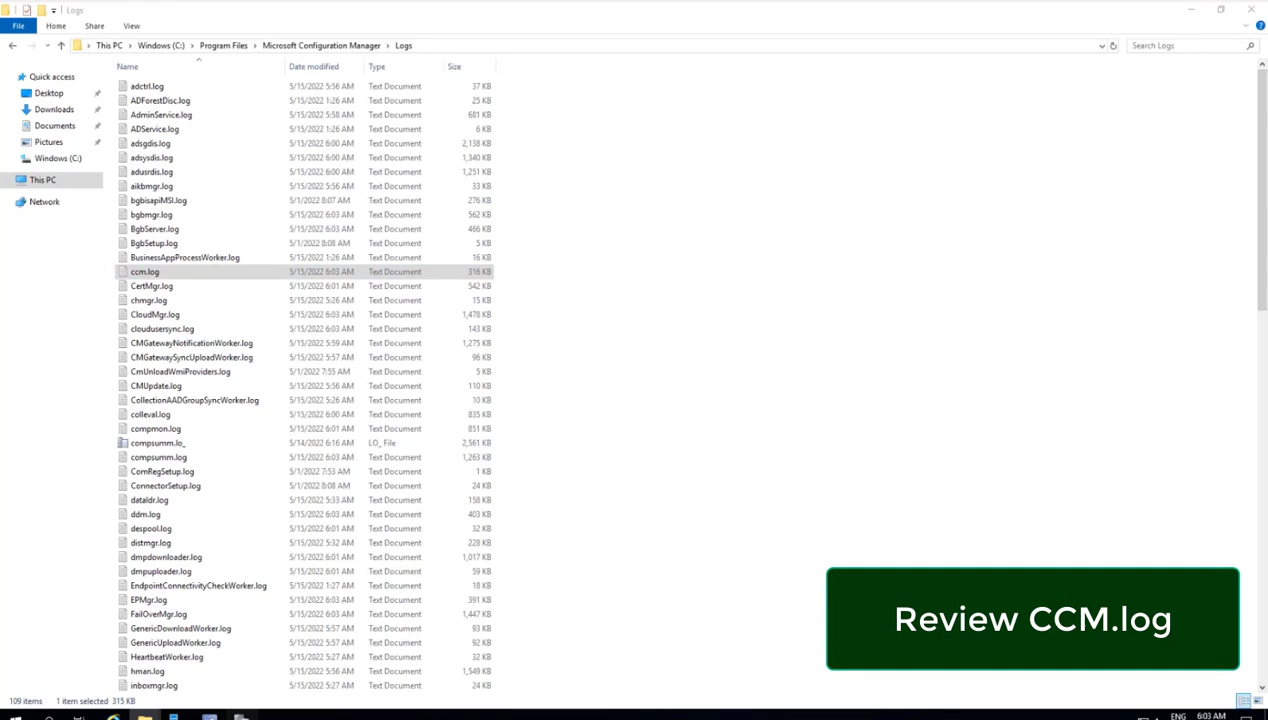 Logs
File Home Share View
This PC Windows (C:) Program Files Microsoft Configuration Manager Logs Search Logs
Name Date modified Type Size
Quick access
Desktop
Downloads
Documents
Pictures
Windows (C:)
This PC
Network
adctrl.log 5/15/2022 5:56 AM Text Document 37 KB
ADForestDisc.log 5/15/2022 1:26 AM Text Document 25 KB
AdminService.log 5/15/2022 5:58 AM Text Document 681 KB
ADService.log 5/15/2022 1:26 AM Text Document 6 KB
adsgdis.log 5/15/2022 6:00 AM Text Document 2,138 KB
adsysdis.log 5/15/2022 6:00 AM Text Document 1,340 KB
adusrdis.log 5/15/2022 6:00 AM Text Document 1,251 KB
aikbmgr.log 5/15/2022 5:56 AM Text Document 33 KB
bgbisapiMSI.log 5/1/2022 8:07 AM Text Document 276 KB
bgbmgr.log 5/15/2022 6:03 AM Text Document 562 KB
BgbServer.log 5/15/2022 6:03 AM Text Document 466 KB
BgbSetup.log 5/1/2022 8:08 AM Text Document 5 KB
BusinessAppProcessWorker.log 5/15/2022 1:26 AM Text Document 16 KB
ccm.log 5/15/2022 6:03 AM Text Document 316 KB
CertMgr.log 5/15/2022 6:01 AM Text Document 542 KB
chmgr.log 5/15/2022 5:26 AM Text Document 15 KB
CloudMgr.log 5/15/2022 6:03 AM Text Document 1,478 KB
cloudusersync.log 5/15/2022 6:03 AM Text Document 143 KB
CMGatewayNotificationWorker.log 5/15/2022 5:59 AM Text Document 1,275 KB
CMGatewaySyncUploadWorker.log 5/15/2022 5:57 AM Text Document 96 KB
CmUnloadWmiProviders.log 5/1/2022 7:55 AM Text Document 5 KB
CMUpdate.log 5/15/2022 5:56 AM Text Document 110 KB
CollectionAADGroupSyncWorker.log 5/15/2022 5:26 AM Text Document 10 KB
colleval.log 5/15/2022 6:00 AM Text Document 835 KB
compmon.log 5/15/2022 6:01 AM Text Document 851 KB
compsumm.lo_ 5/14/2022 6:16 AM LO_ File 2,561 KB
compsumm.log 5/15/2022 6:03 AM Text Document 1,263 KB
ComRegSetup.log 5/1/2022 7:53 AM Text Document 1 KB
ConnectorSetup.log 5/1/2022 8:08 AM Text Document 24 KB
dataldr.log 5/15/2022 5:33 AM Text Document 158 KB
ddm.log 5/15/2022 6:03 AM Text Document 403 KB
despool.log 5/15/2022 6:01 AM Text Document 32 KB
distmgr.log 5/15/2022 5:32 AM Text Document 228 KB
dmpdownloader.log 5/15/2022 6:01 AM Text Document 1,017 KB
dmpuploader.log 5/15/2022 6:01 AM Text Document 59 KB
EndpointConnectivityCheckWorker.log 5/15/2022 1:27 AM Text Document 18 KB
EPMgr.log 5/15/2022 6:03 AM Text Document 391 KB
FailOverMgr.log 5/15/2022 6:03 AM Text Document 1,447 KB
GenericDownloadWorker.log 5/15/2022 5:57 AM Text Document 93 KB
GenericUploadWorker.log 5/15/2022 5:57 AM Text Document 92 KB
HeartbeatWorker.log 5/15/2022 5:27 AM Text Document 32 KB
hman.log 5/15/2022 5:56 AM Text Document 1,549 KB
inboxmgr.log 5/15/2022 5:27 AM Text Document 24 KB
Review CCM.log
109 items 1 item selected 315 KB
ENG 6:03 AM